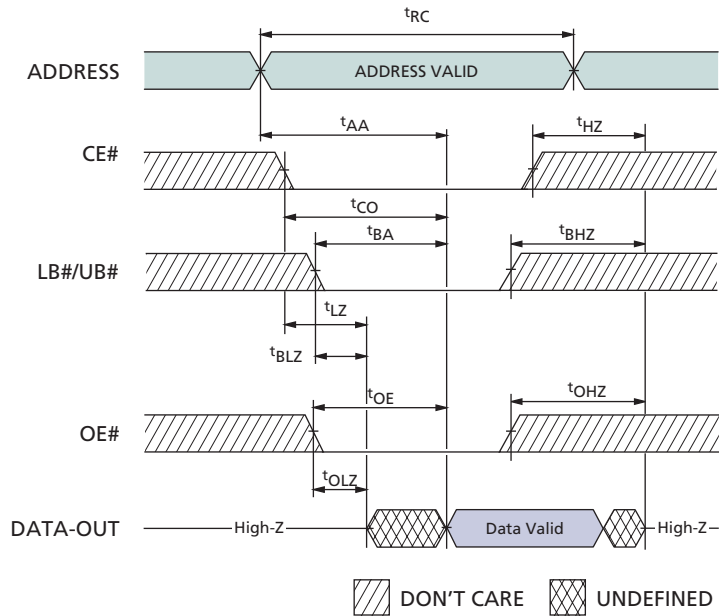 tRC
ADDRESS
ADDRESS VALID
tAA
tHZ
CE#
tCO
tBA
tBHZ
LB#/UB#
tLZ
tBLZ
tOE
tOHZ
OE#
tOLZ
DATA-OUT
High-Z
Data Valid
High-Z
DON'T CARE
UNDEFINED